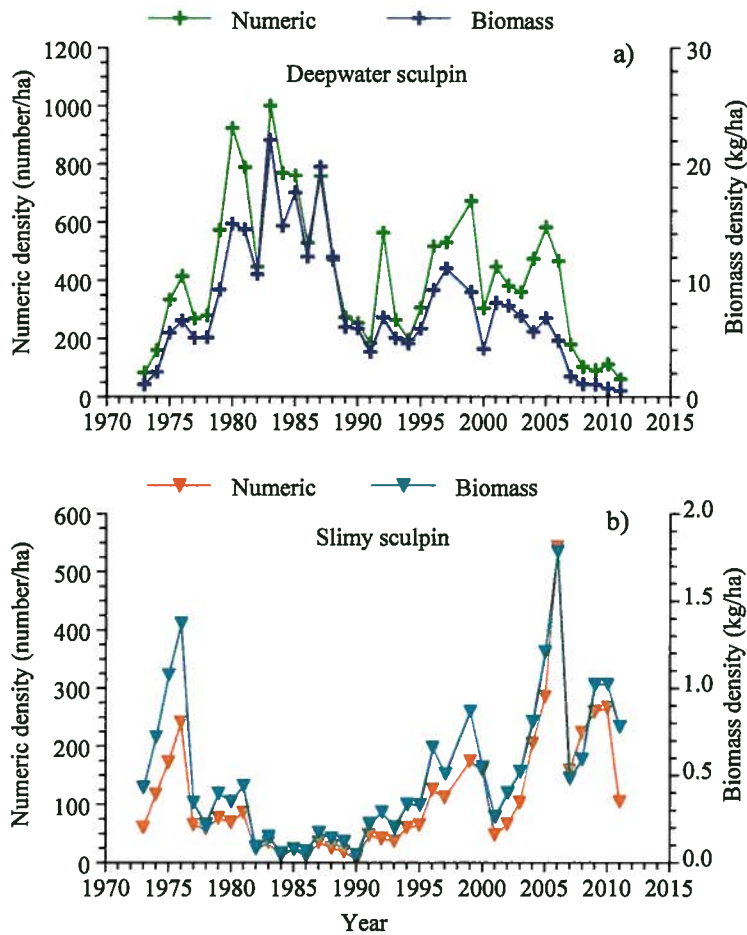 Numeric Biomass
a)
Deepwater sculpin
Numeric density (number/ha)
Biomass density (kg/ha)
1200
1000
800
600
400
200
0
30
20
10
0
1970 1975 1980 1985 1990 1995 2000 2005 2010 2015
Numeric Biomass
b)
Slimy sculpin
Numeric density (number/ha)
Biomass density (kg/ha)
600
500
400
300
200
100
0
2.0
1.5
1.0
0.5
0.0
1970 1975 1980 1985 1990 1995 2000 2005 2010 2015
Year